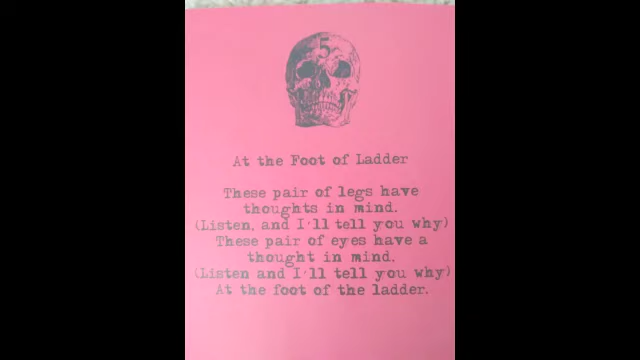 5
At the Foot of Ladder
These pair of legs have
thoughts in mind.
(Listen, and I'll tell you why)
These pair of eyes have a
thought in mind.
(Listen and I'll tell you why)
At the foot of the ladder.